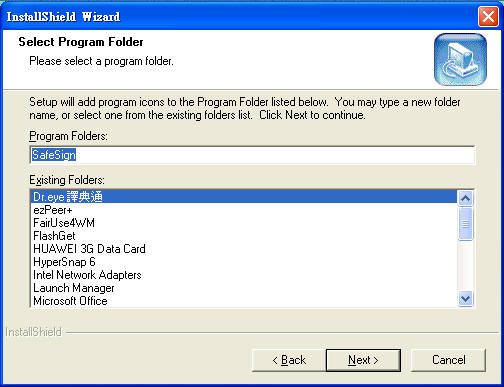 InstallShield Wizard
Select Program Folder
Please select a program folder.
Setup will add program icons to the Program Folder listed below.  You may type a new folder
name, or select one from the existing folders list.  Click Next to continue.
Program Folders:
SafeSign
Existing Folders:
Dr.eye 譯典通
ezPeer+
FairUse4WM
FlashGet
HUAWEI 3G Data Card
HyperSnap 6
Intel Network Adapters
Launch Manager
Microsoft Office
InstallShield
< Back
Next >
Cancel